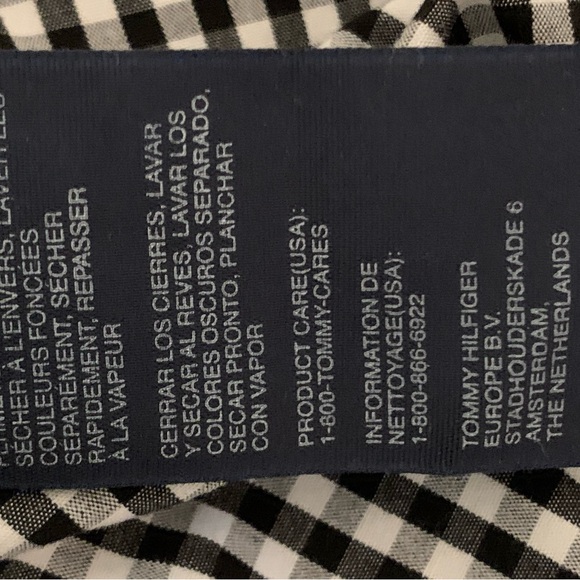 SÉCHER À L'ENVERS, LAVER LES
COULEURS FONCÉES
SÉPARÉMENT, SÉCHER
RAPIDEMENT, REPASSER
À LA VAPEUR
CERRAR LOS CIERRES, LAVAR
Y SECAR AL REVES, LAVAR LOS
COLORES OSCUROS SEPARADO,
SECAR PRONTO, PLANCHAR
CON VAPOR
PRODUCT CARE(USA):
1-800-TOMMY-CARES
INFORMATION DE
NETTOYAGE(USA):
1-800-866-6922
TOMMY HILFIGER
EUROPE B.V.
STADHOUDERSKADE 6
AMSTERDAM,
THE NETHERLANDS